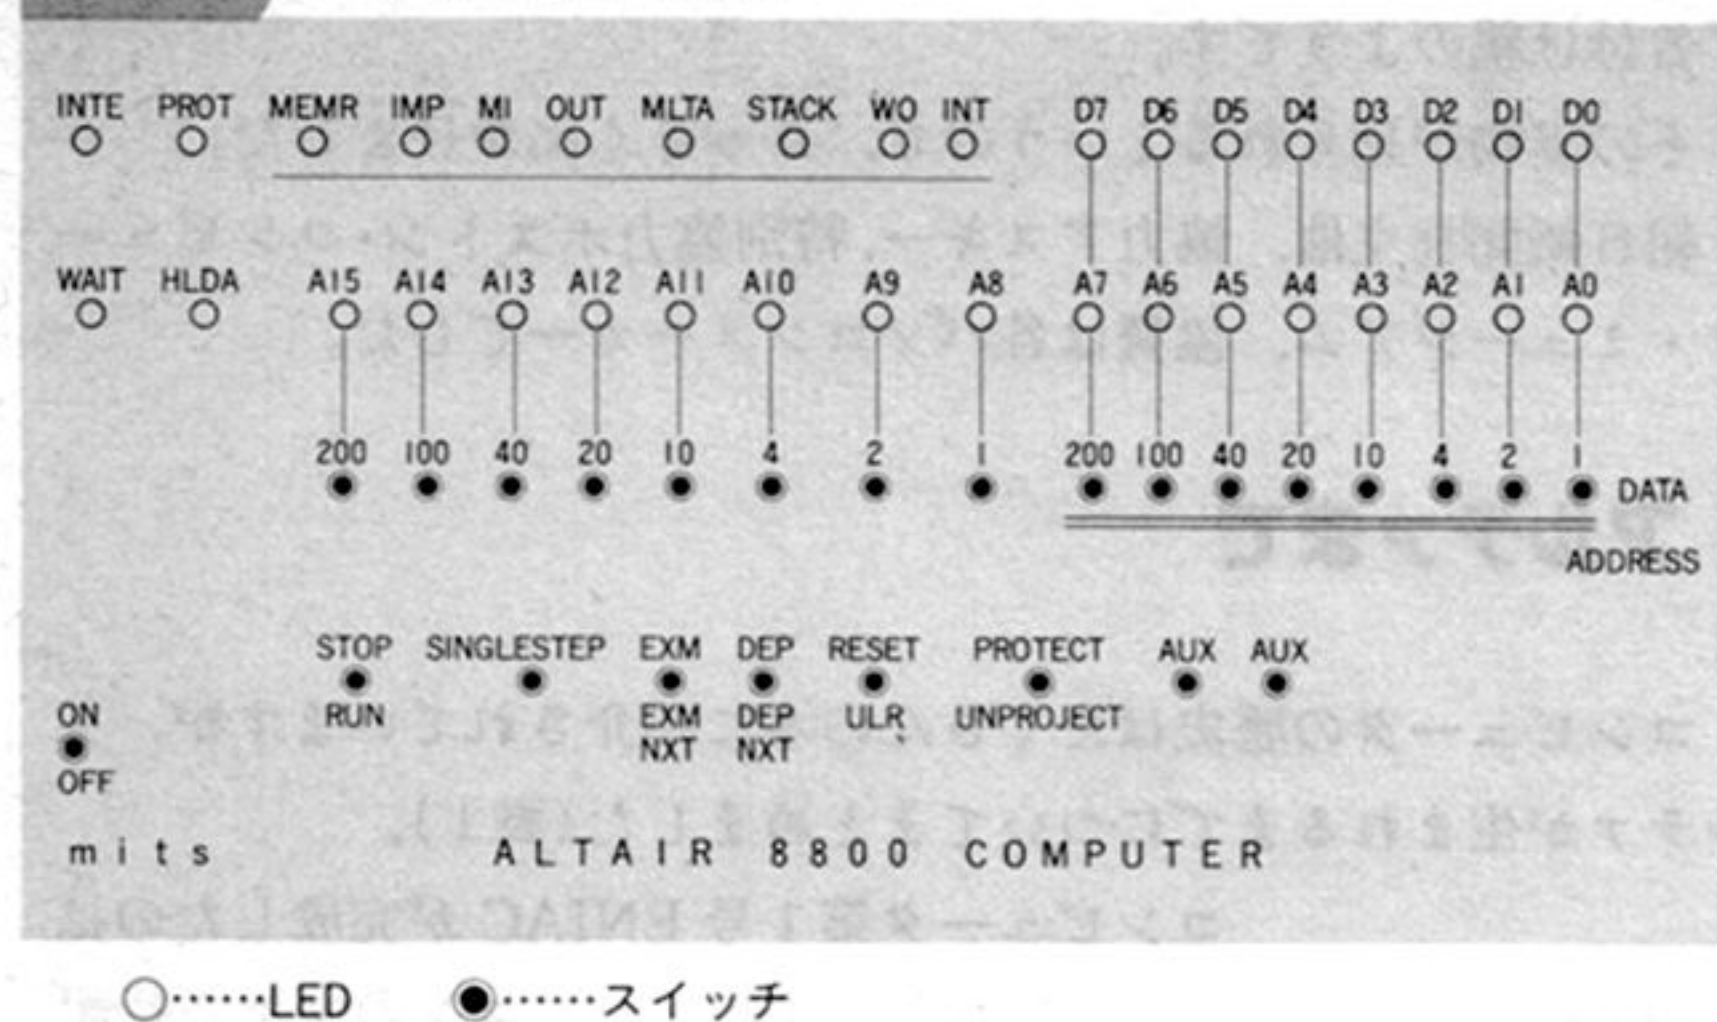 INTE PROT MEMR IMP MI OUT MLTA STACK WO INT D7 D6 D5 D4 D3 D2 D1 D0
WAIT HLDA A15 A14 A13 A12 A11 A10 A9 A8 A7 A6 A5 A4 A3 A2 A1 A0
200 100 40 20 10 4 2 1 200 100 40 20 10 4 2 1
DATA
ADDRESS
STOP SINGLESTEP EXM DEP RESET PROTECT AUX AUX
ON RUN EXM DEP ULR UNPROJECT
NXT NXT
OFF
mits ALTAIR 8800 COMPUTER
○……LED ●……スイッチ